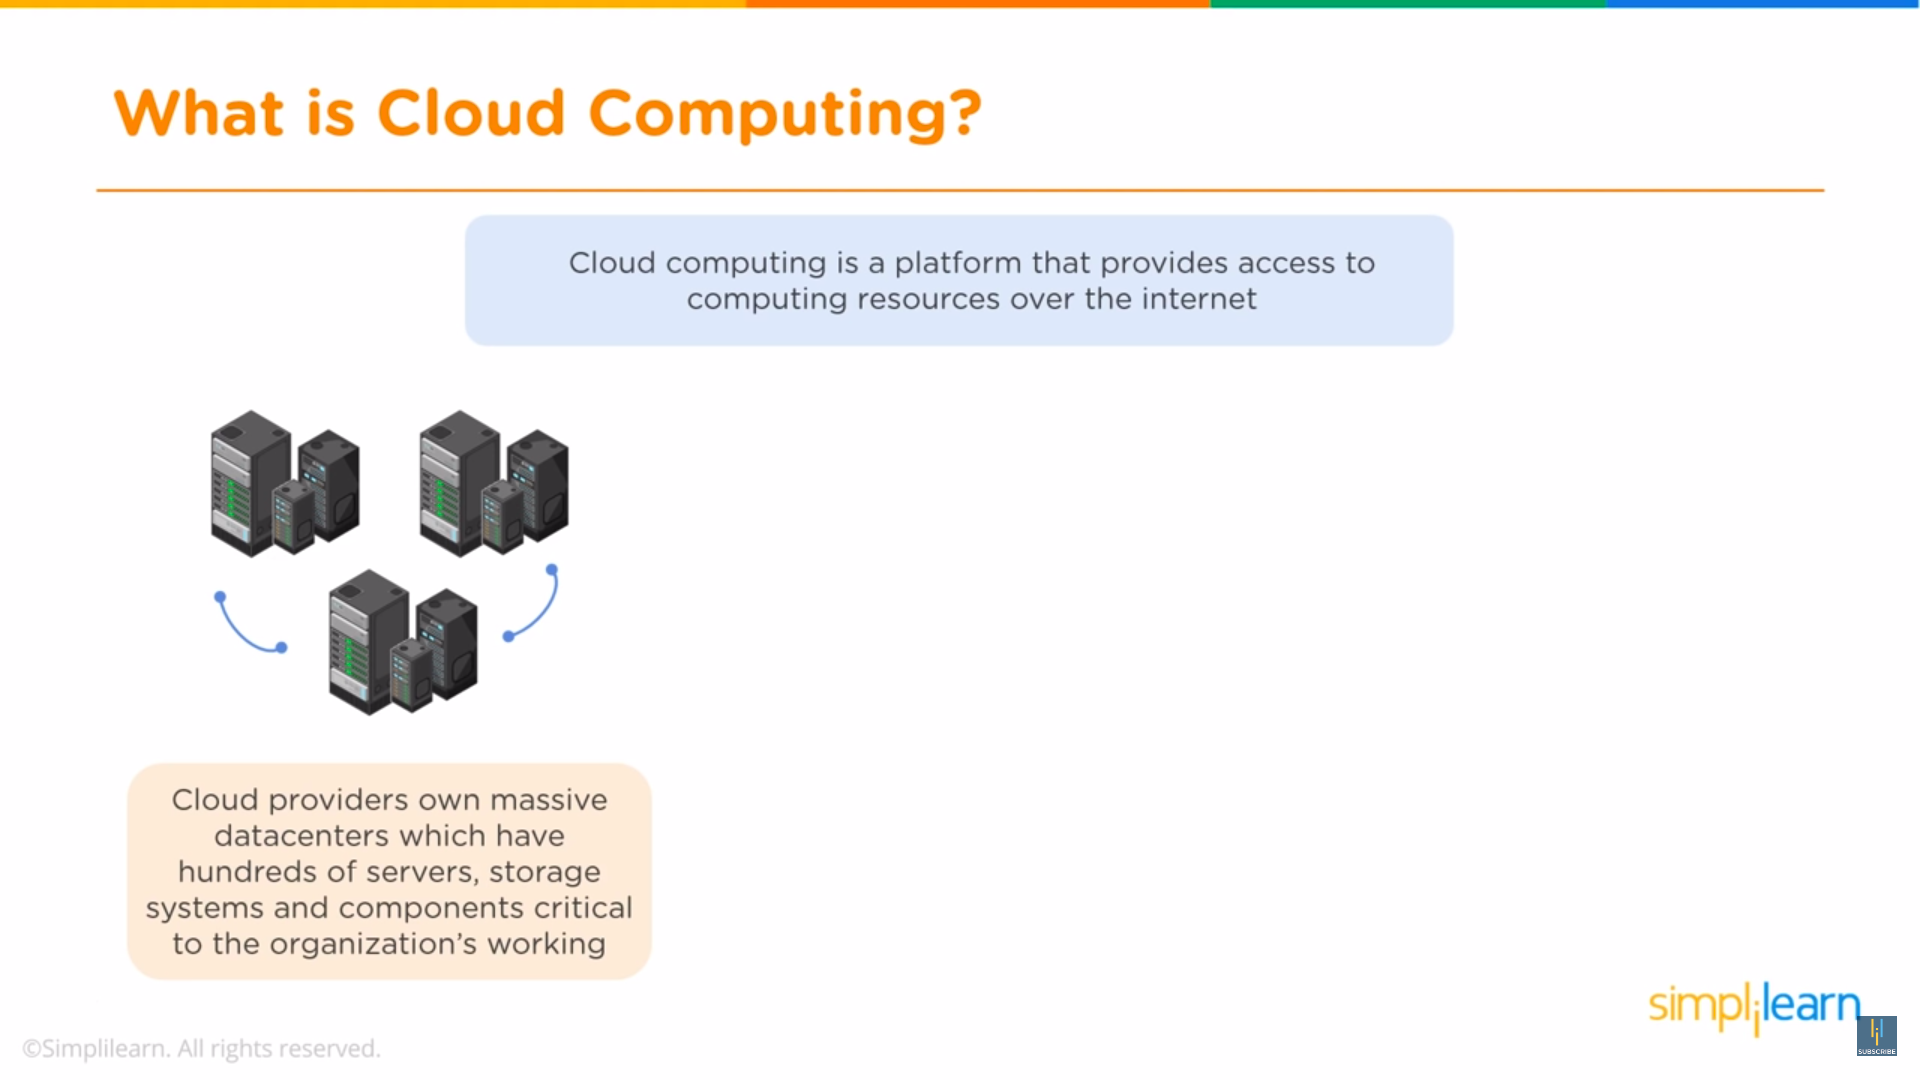 What is Cloud Computing?
Cloud computing is a platform that provides access to
computing resources over the internet
Cloud providers own massive
datacenters which have
hundreds of servers, storage
systems and components critical
to the organization’s working
simplilearn
SUBSCRIBE
©Simplilearn. All rights reserved.